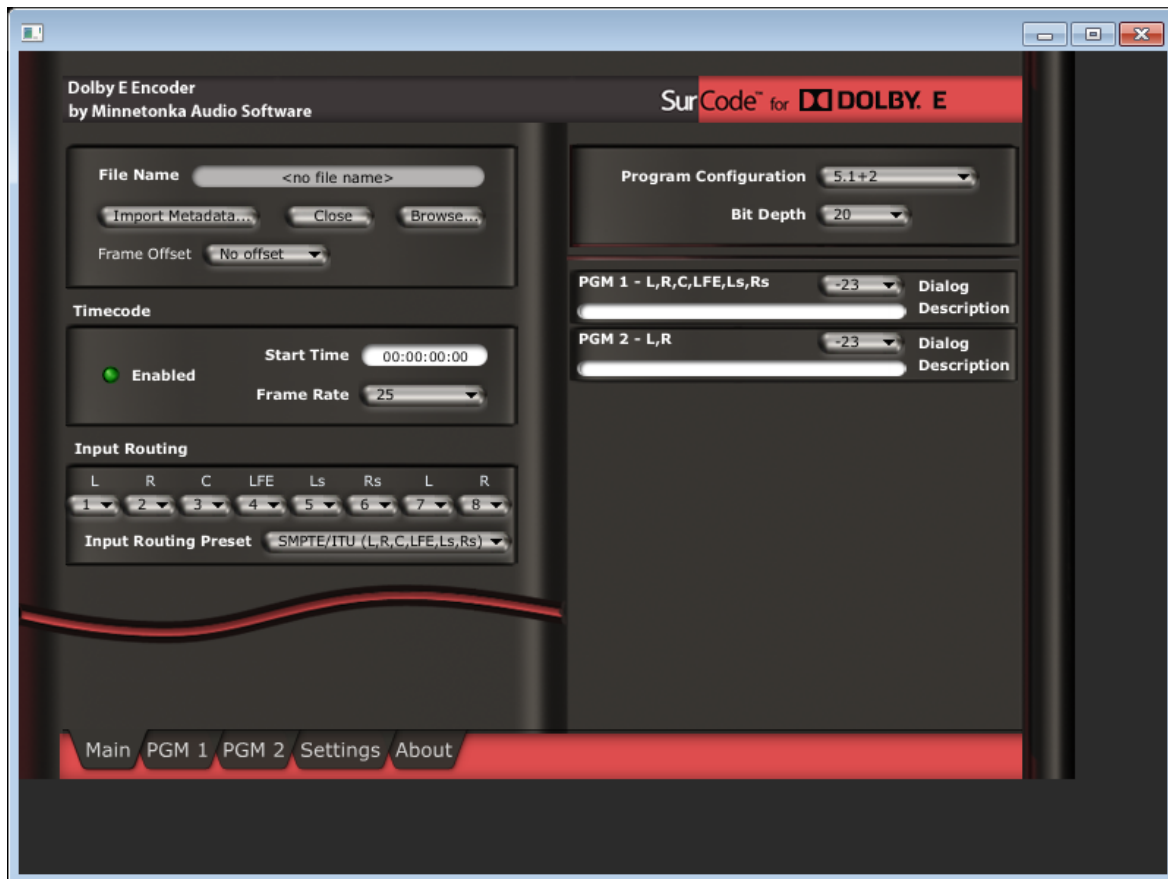 Dolby E Encoder
by Minnetonka Audio Software
SurCode™ for DOLBY. E
File Name <no file name>
Import Metadata... Close Browse...
Frame Offset No offset
Timecode
Enabled
Start Time 00:00:00:00
Frame Rate 25
Input Routing
L R C LFE Ls Rs L R
1 2 3 4 5 6 7 8
Input Routing Preset SMPTE/ITU (L,R,C,LFE,Ls,Rs)
Program Configuration 5.1+2
Bit Depth 20
PGM 1 - L,R,C,LFE,Ls,Rs -23 Dialog
Description
PGM 2 - L,R -23 Dialog
Description
Main PGM 1 PGM 2 Settings About